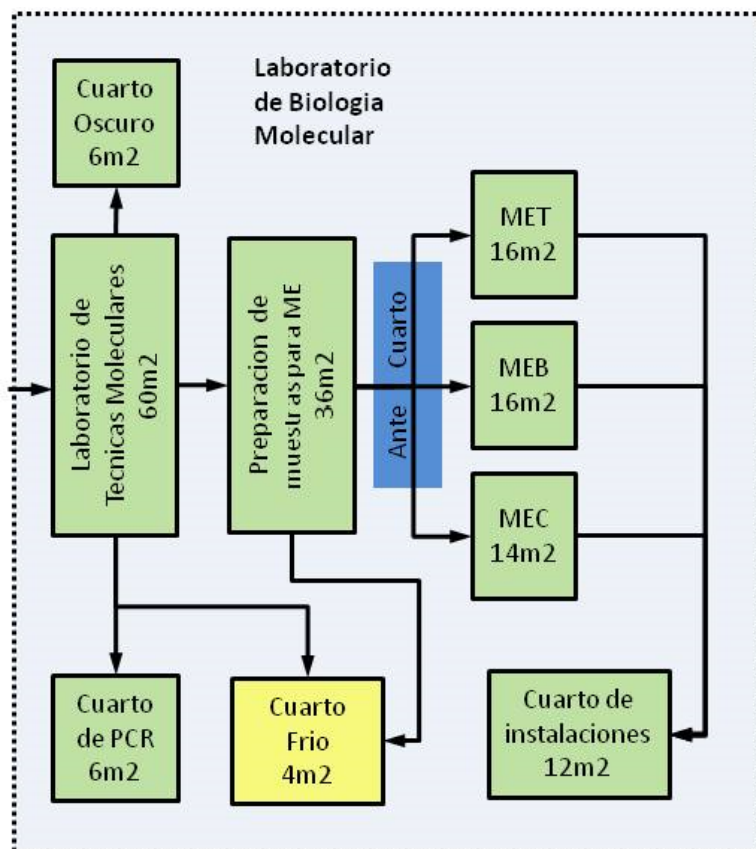 Laboratorio
de Biologia
Molecular
Cuarto
Oscuro
6m2
Laboratorio de
Tecnicas Moleculares
60m2
Preparacion de
muestras para ME
36m2
Ante Cuarto
MET
16m2
MEB
16m2
MEC
14m2
Cuarto
de PCR
6m2
Cuarto
Frio
4m2
Cuarto de
instalaciones
12m2